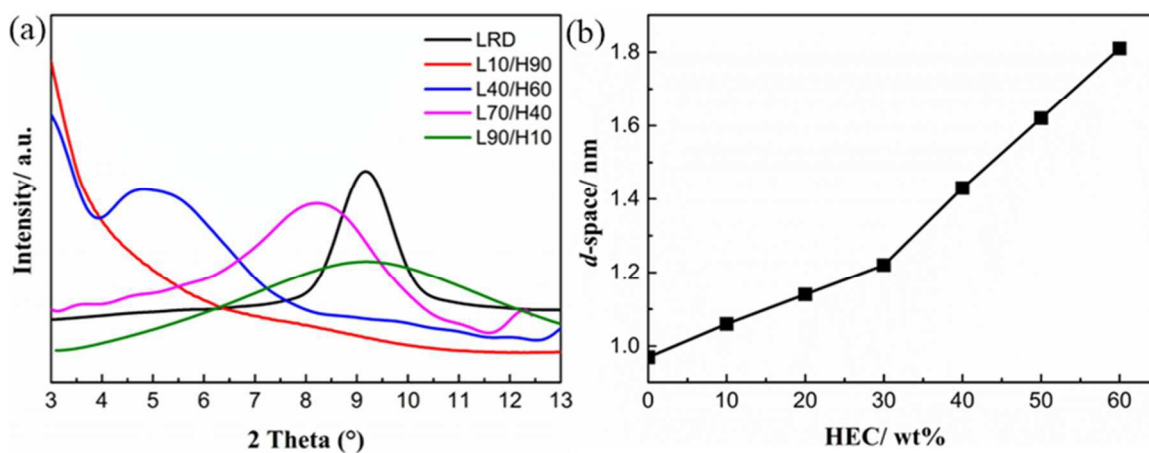 (a)
LRD
L10/H90
L40/H60
L70/H40
L90/H10
Intensity/ a.u.
3 4 5 6 7 8 9 10 11 12 13
2 Theta (°)
(b)
1.8
1.6
1.4
1.2
1.0
d-space/ nm
0 10 20 30 40 50 60
HEC/ wt%